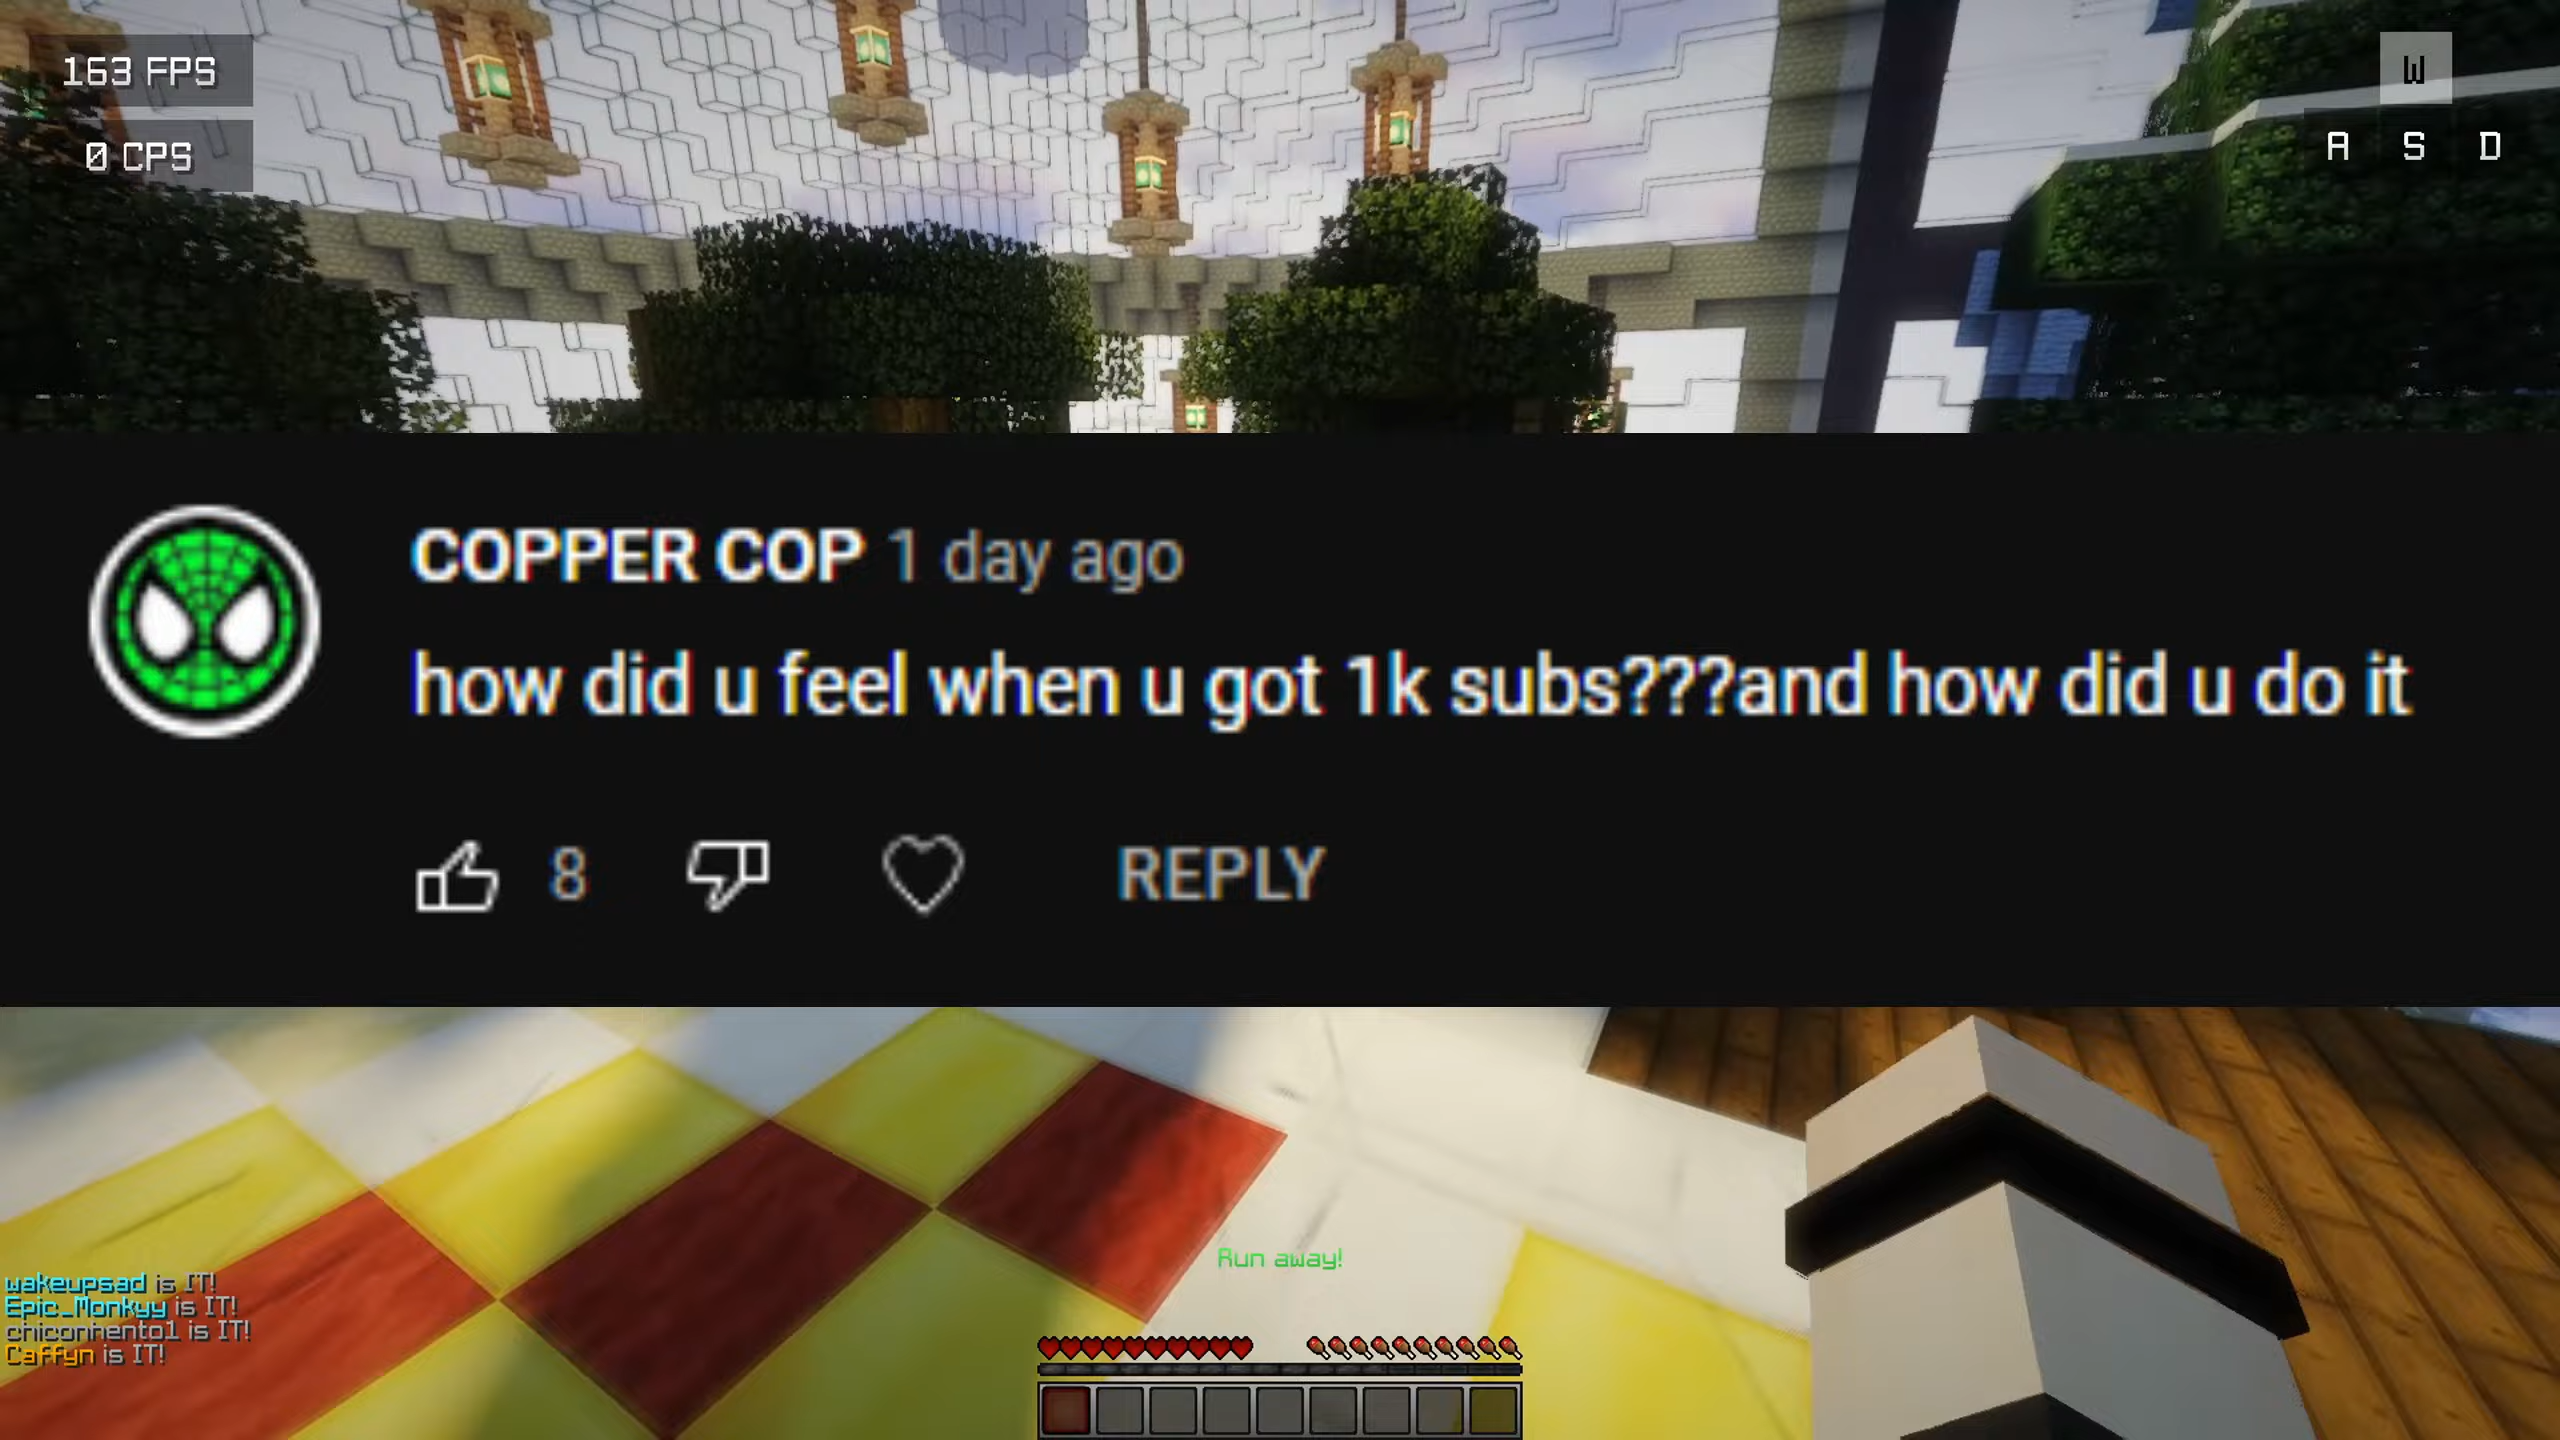 163 FPS
0 CPS
W
A S D
COPPER COP 1 day ago
how did u feel when u got 1k subs???and how did u do it
8 REPLY
Run away!
wakeupsad is IT!
Epic_Monkyy is IT!
chiconhento1 is IT!
Caffyn is IT!